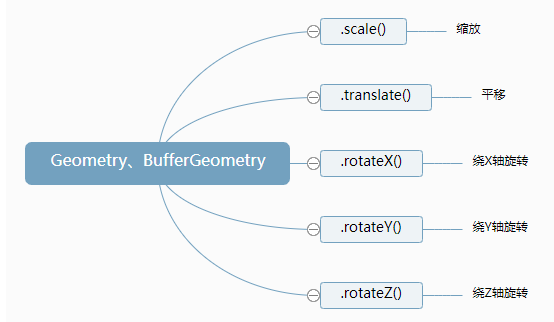 .scale()
缩放
.translate()
平移
Geometry、BufferGeometry
.rotateX()
绕X轴旋转
.rotateY()
绕Y轴旋转
.rotateZ()
绕Z轴旋转